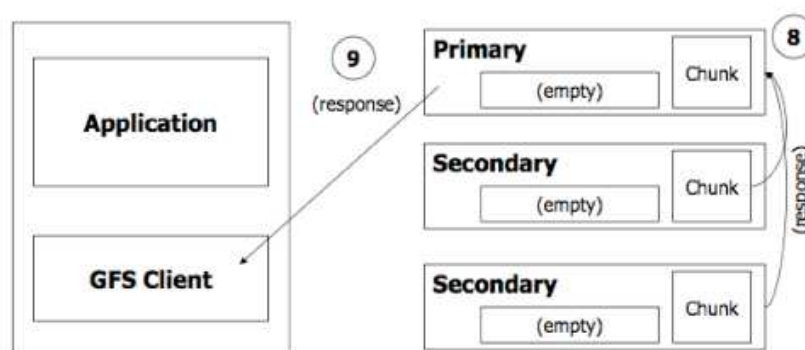 9
(response)
Application
GFS Client
8
Primary
Chunk
(empty)
Secondary
Chunk
(empty)
Secondary
Chunk
(empty)
(response)